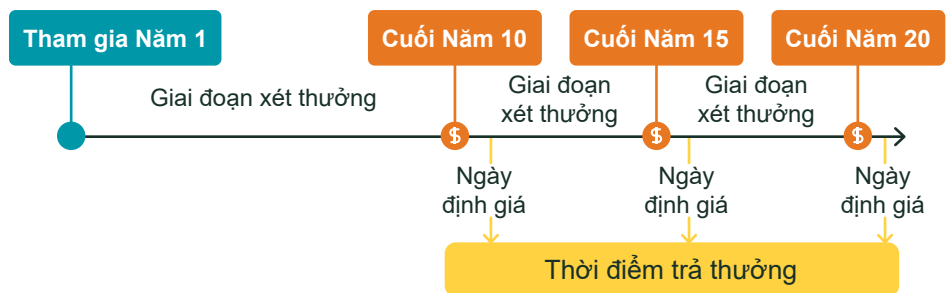 Tham gia Năm 1
Cuối Năm 10
Cuối Năm 15
Cuối Năm 20
Giai đoạn xét thưởng
Giai đoạn
xét thưởng
Giai đoạn
xét thưởng
$
$
$
Ngày
định giá
Ngày
định giá
Ngày
định giá
Thời điểm trả thưởng